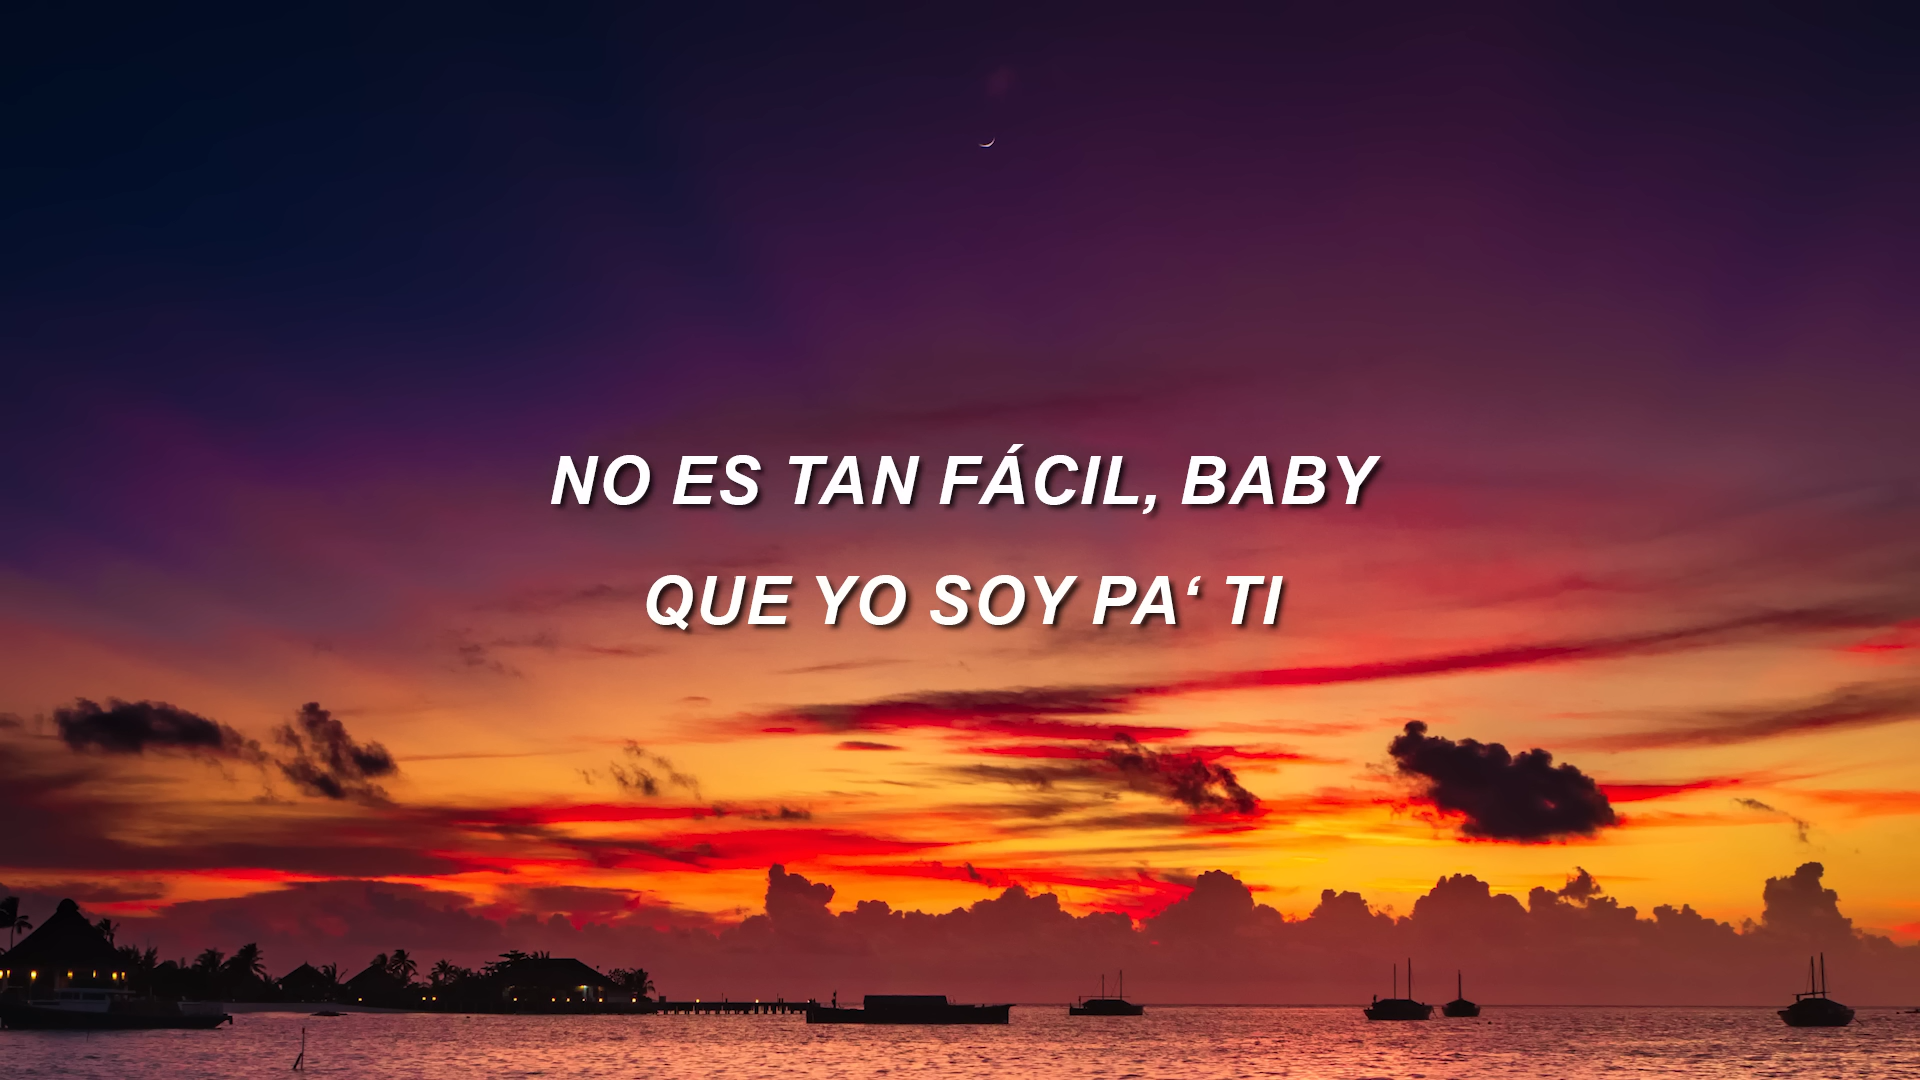 NO ES TAN FÁCIL, BABY
QUE YO SOY PA‘ TI